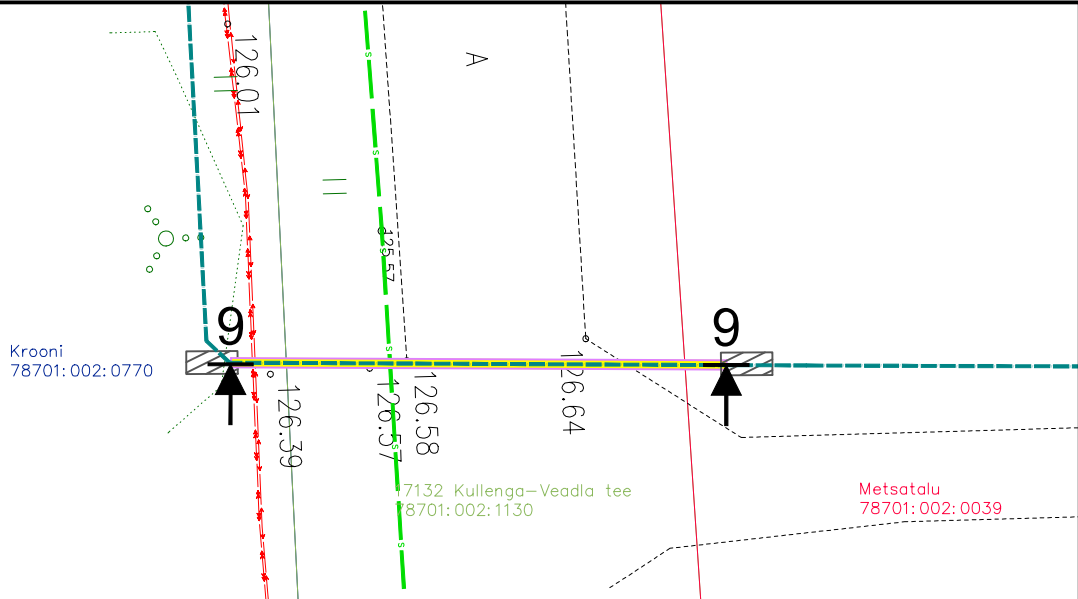 126.01
A
125.57
9
9
Krooni
78701:002:0770
126.39
126.57
126.58
126.64
17132 Kullenga-Veadla tee
78701:002:1130
Metsatalu
78701:002:0039
s
s
s
s
s